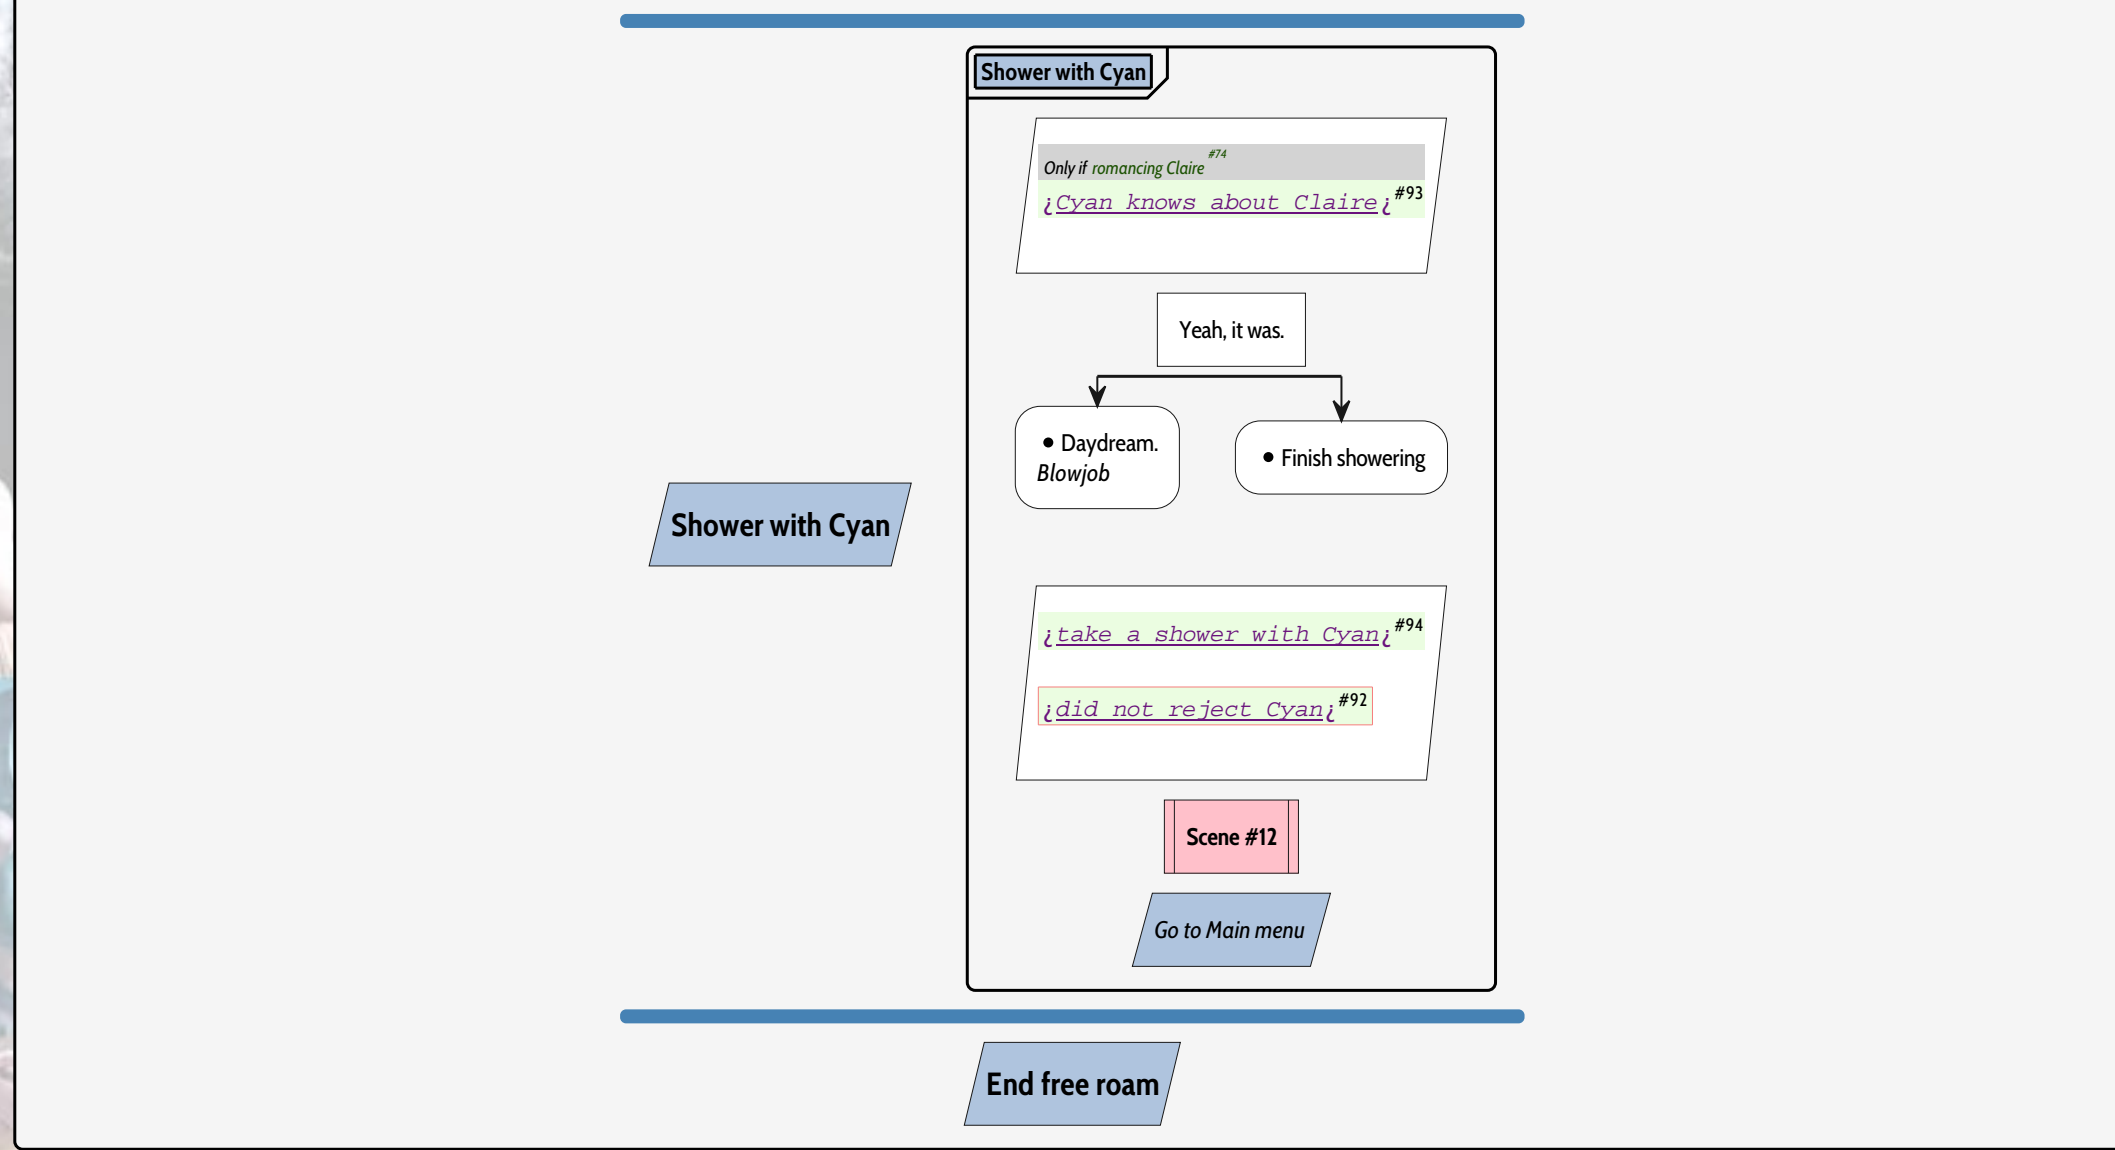 Shower with Cyan
Only if romancing Claire #74
¿Cyan knows about Claire¿ #93
Yeah, it was.
• Daydream.
Blowjob
• Finish showering
Shower with Cyan
¿take a shower with Cyan¿ #94
¿did not reject Cyan¿ #92
Scene #12
Go to Main menu
End free roam